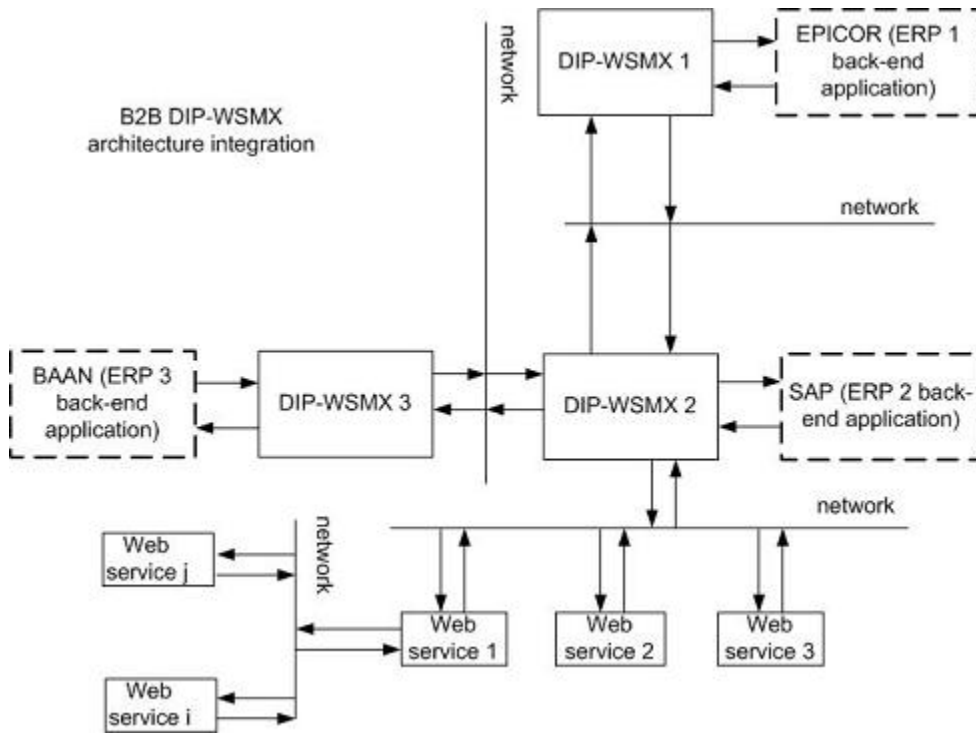 B2B DIP-WSMX
architecture integration
network
DIP-WSMX 1
EPICOR (ERP 1
back-end
application)
network
BAAN (ERP 3
back-end
application)
DIP-WSMX 3
DIP-WSMX 2
SAP (ERP 2 back-
end application)
network
network
Web
service j
Web
service 1
Web
service 2
Web
service 3
Web
service i